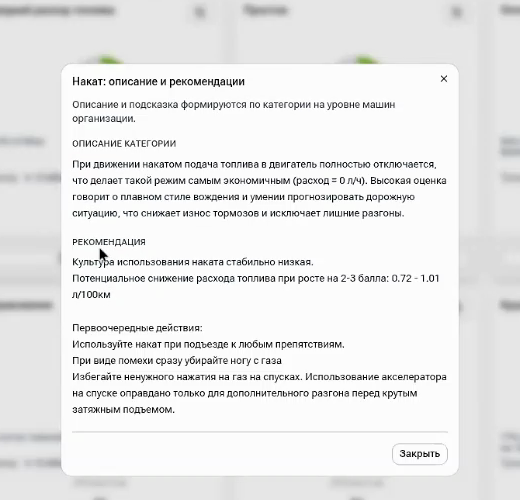 Накат: описание и рекомендации
Описание и подсказка формируются по категории на уровне машин
организации.
ОПИСАНИЕ КАТЕГОРИИ
При движении накатом подача топлива в двигатель полностью отключается,
что делает такой режим самым экономичным (расход = 0 л/ч). Высокая оценка
говорит о плавном стиле вождения и умении прогнозировать дорожную
ситуацию, что снижает износ тормозов и исключает лишние разгоны.
РЕКОМЕНДАЦИЯ
Культура использования наката стабильно низкая.
Потенциальное снижение расхода топлива при росте на 2-3 балла: 0.72 - 1.01
л/100км
Первоочередные действия:
Используйте накат при подъезде к любым препятствиям.
При виде помехи сразу убирайте ногу с газа
Избегайте ненужного нажатия на газ на спусках. Использование акселератора
на спуске оправдано только для дополнительного разгона перед крутым
затяжным подъемом.
Закрыть